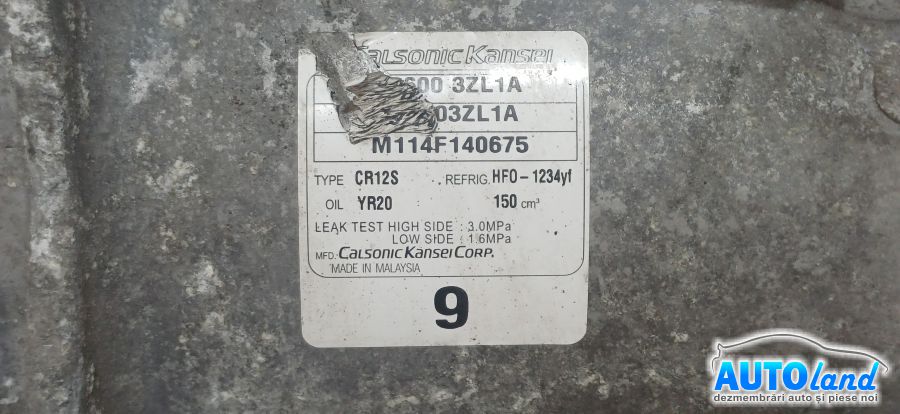 Calsonic Kansei
600 3ZL1A
03ZL1A
M114F140675
TYPE CR12S REFRIG. HFO-1234yf
OIL YR20 150 cm³
LEAK TEST HIGH SIDE : 3.0MPa
LOW SIDE : 1.6MPa
MFD. CALSONIC KANSEI CORP.
MADE IN MALAYSIA
9
AUTOland
dezmembrări auto și piese noi